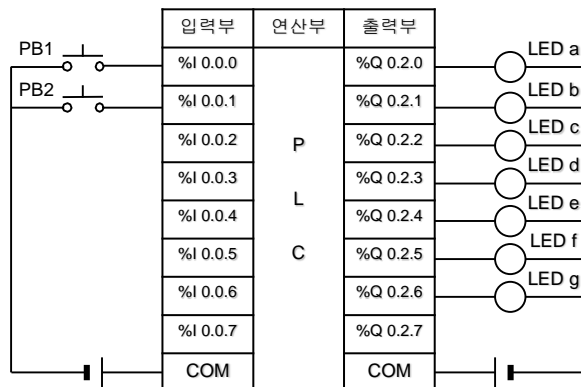 입력부 연산부 출력부
PB1 %I 0.0.0 %Q 0.2.0 LED a
PB2 %I 0.0.1 %Q 0.2.1 LED b
%I 0.0.2 P %Q 0.2.2 LED c
%I 0.0.3 %Q 0.2.3 LED d
%I 0.0.4 L %Q 0.2.4 LED e
%I 0.0.5 C %Q 0.2.5 LED f
%I 0.0.6 %Q 0.2.6 LED g
%I 0.0.7 %Q 0.2.7
COM COM